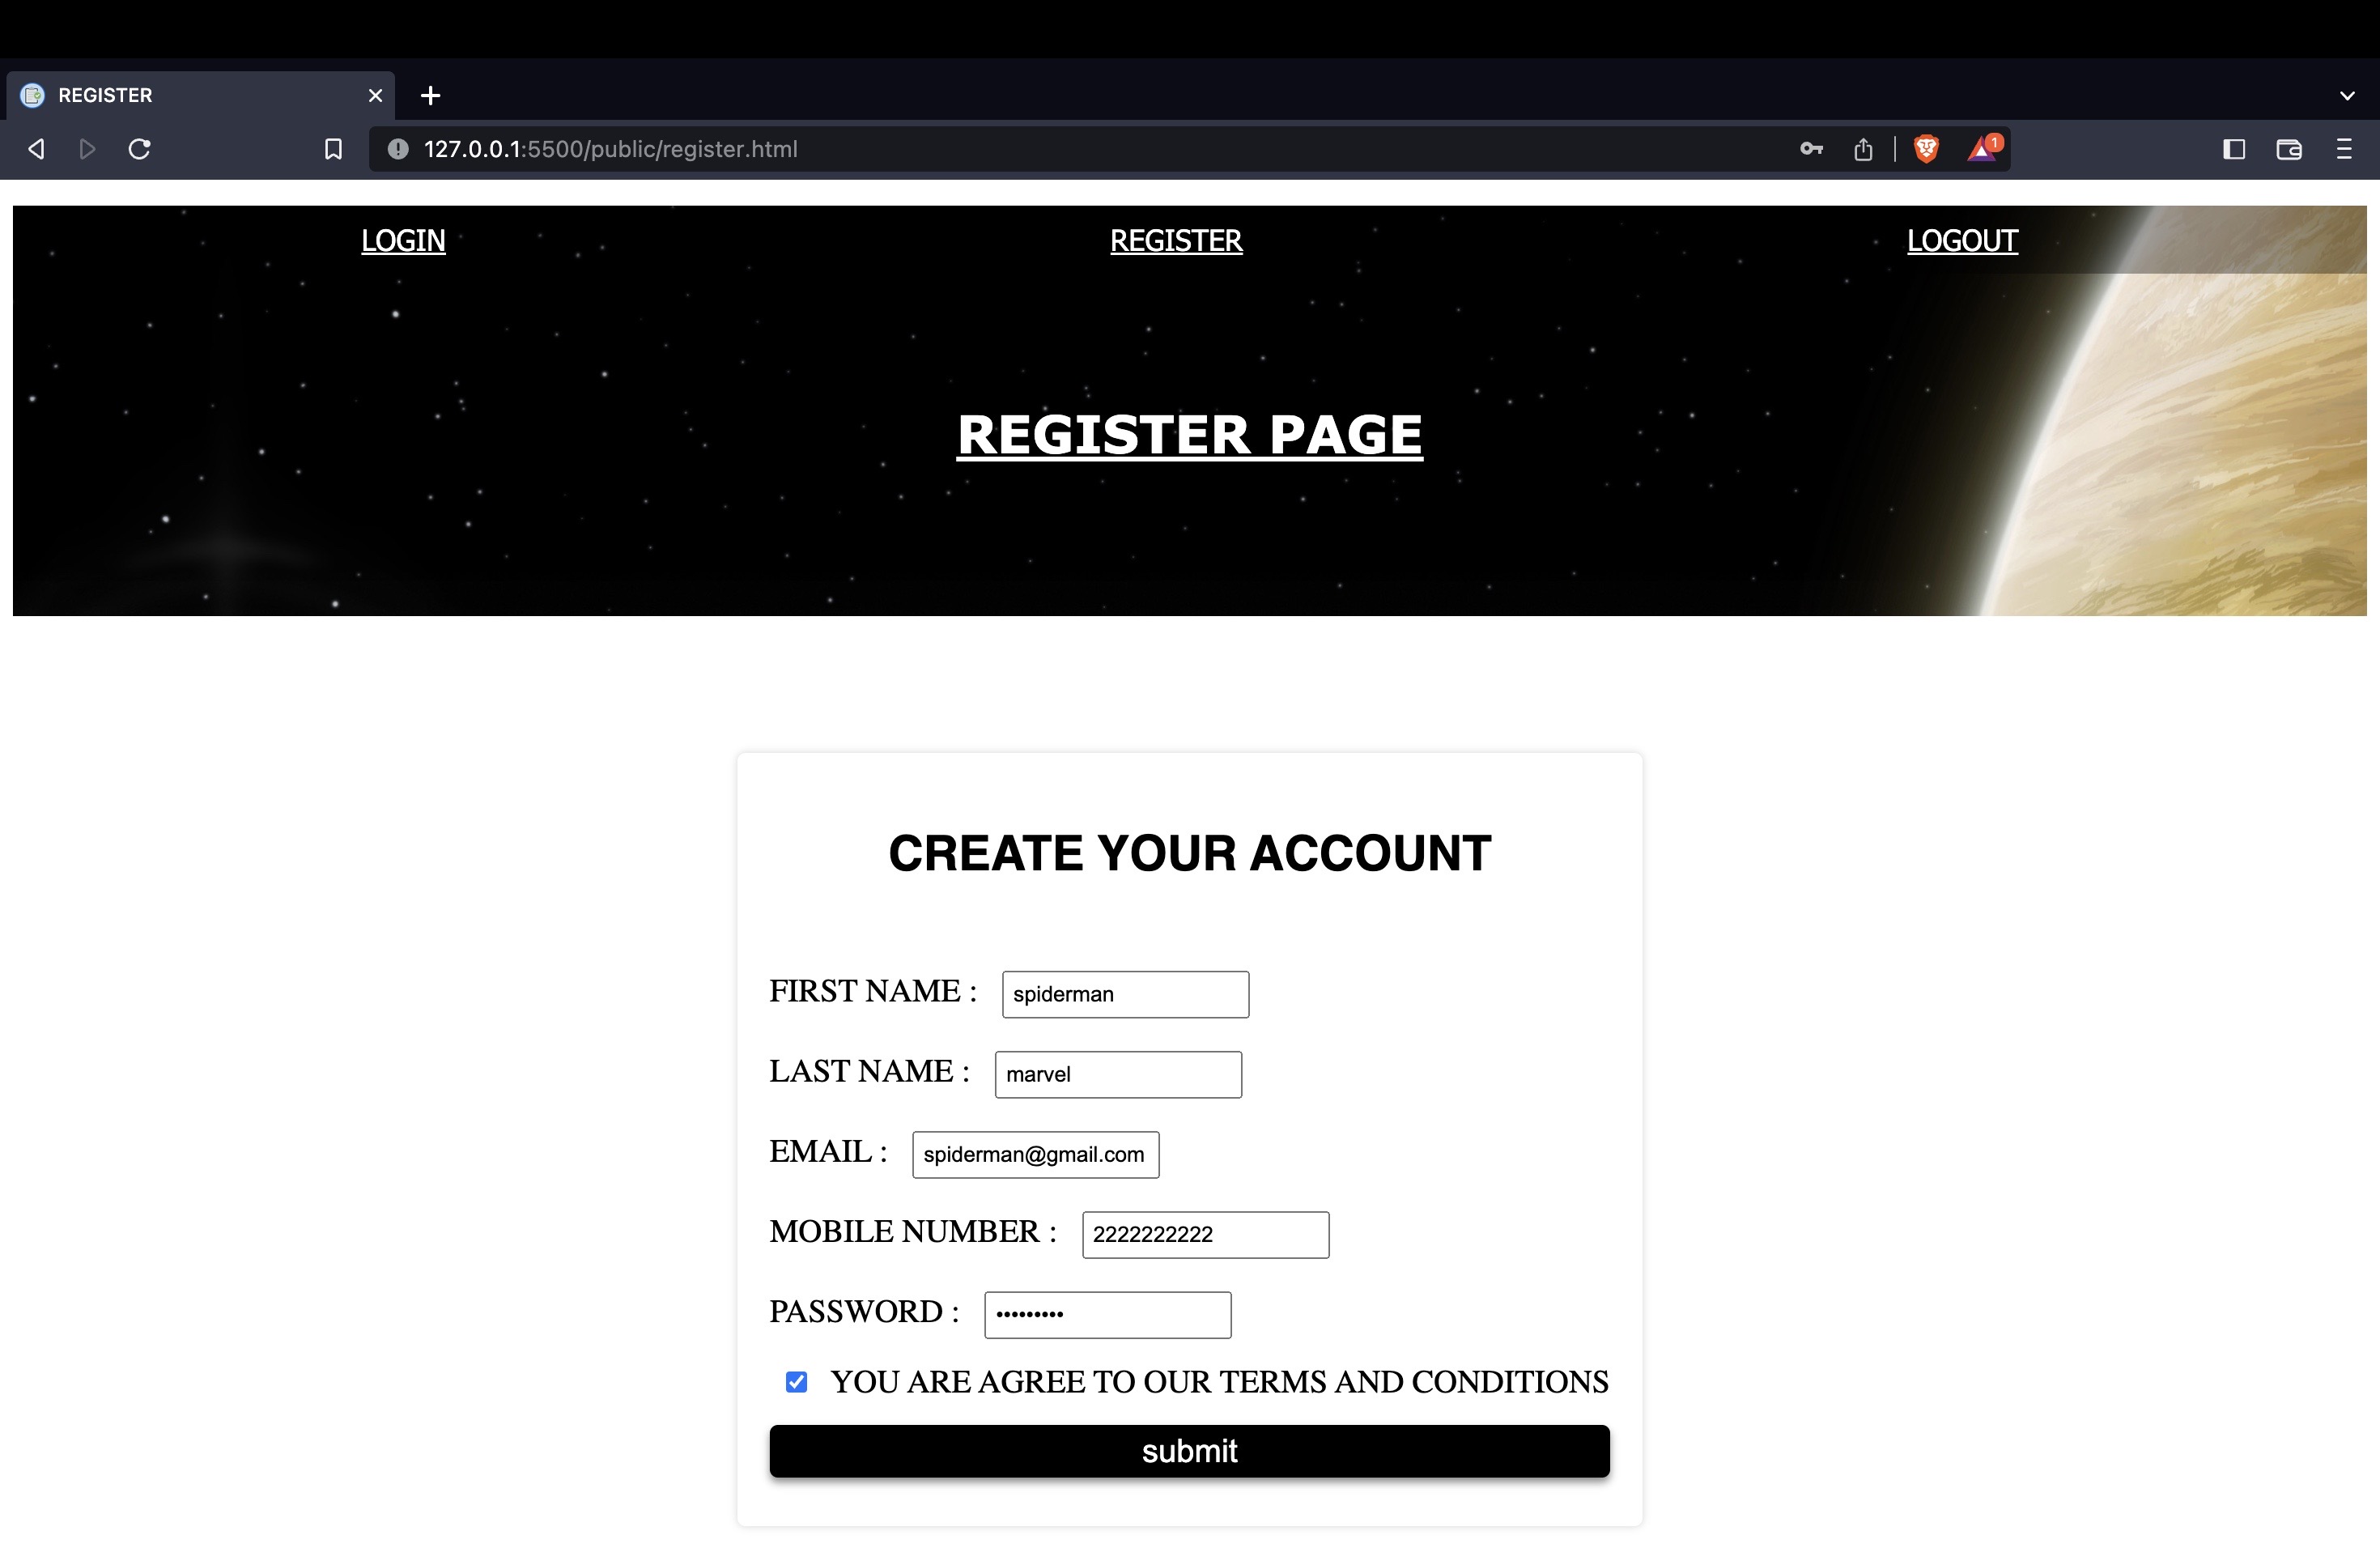 REGISTER
127.0.0.1:5500/public/register.html
1
LOGIN REGISTER LOGOUT
REGISTER PAGE
CREATE YOUR ACCOUNT
FIRST NAME : spiderman
LAST NAME : marvel
EMAIL : spiderman@gmail.com
MOBILE NUMBER : 2222222222
PASSWORD : •••••••••
YOU ARE AGREE TO OUR TERMS AND CONDITIONS
submit